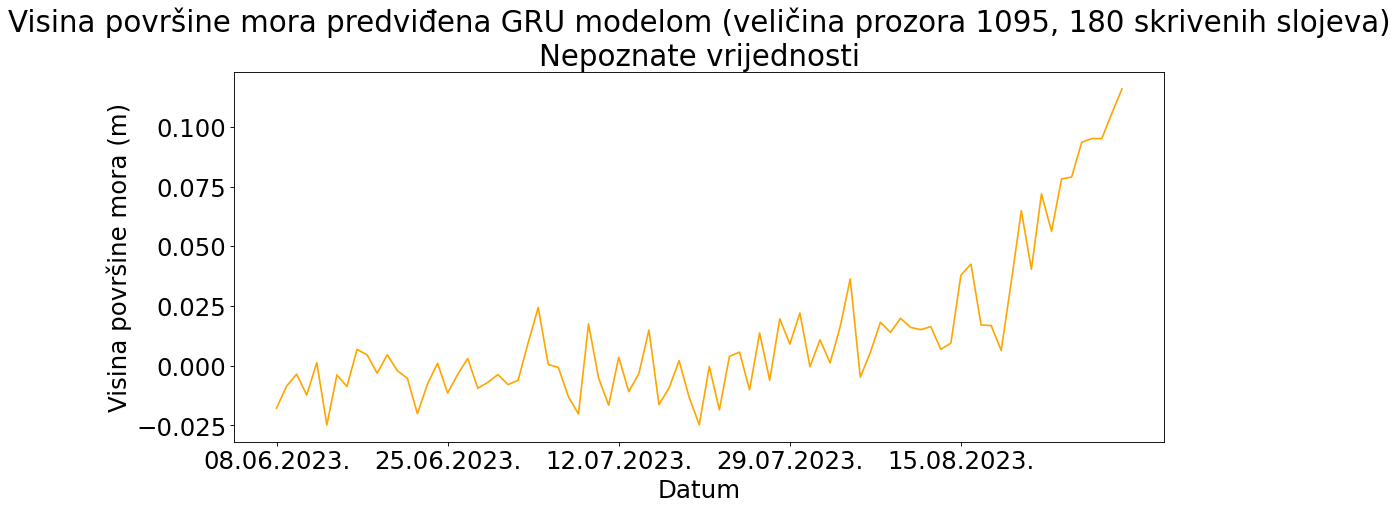 Visina površine mora predviđena GRU modelom (veličina prozora 1095, 180 skrivenih slojeva)
Nepoznate vrijednosti
Visina površine mora (m)
0.100
0.075
0.050
0.025
0.000
−0.025
08.06.2023.
25.06.2023.
12.07.2023.
29.07.2023.
15.08.2023.
Datum